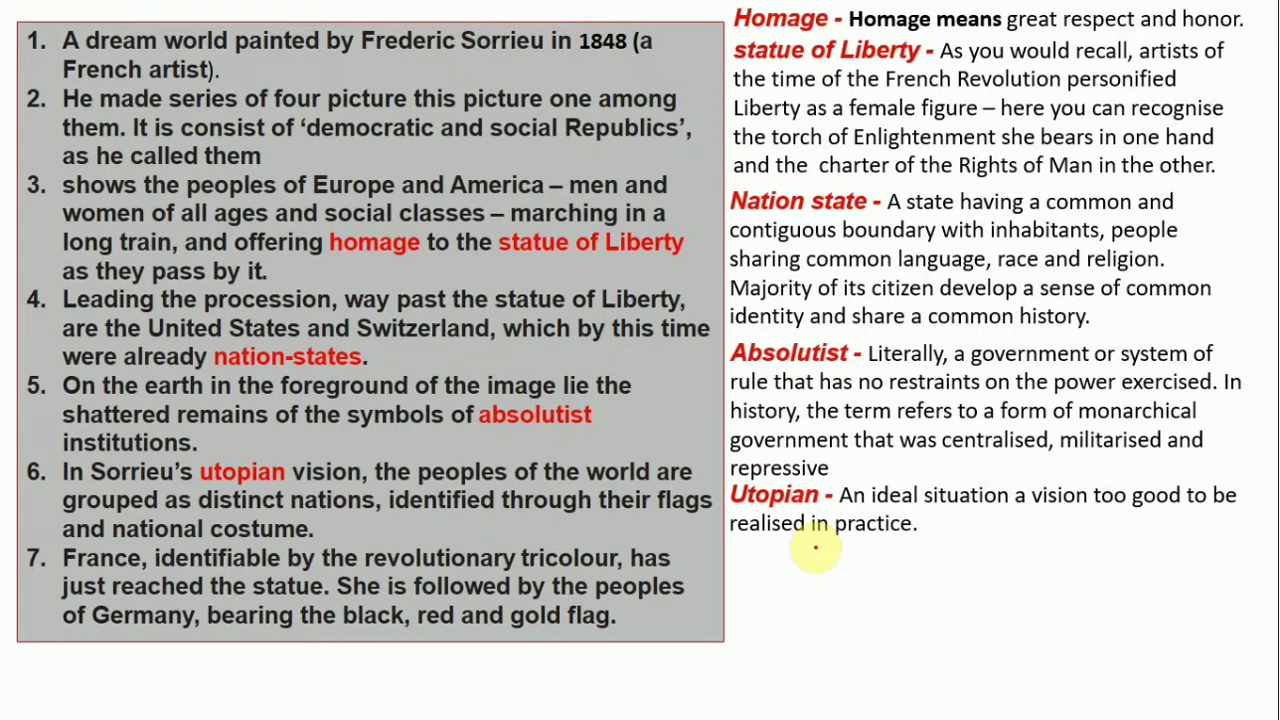 1. A dream world painted by Frederic Sorrieu in 1848 (a
French artist).
2. He made series of four picture this picture one among
them. It is consist of ‘democratic and social Republics’,
as he called them
3. shows the peoples of Europe and America – men and
women of all ages and social classes – marching in a
long train, and offering homage to the statue of Liberty
as they pass by it.
4. Leading the procession, way past the statue of Liberty,
are the United States and Switzerland, which by this time
were already nation-states.
5. On the earth in the foreground of the image lie the
shattered remains of the symbols of absolutist
institutions.
6. In Sorrieu’s utopian vision, the peoples of the world are
grouped as distinct nations, identified through their flags
and national costume.
7. France, identifiable by the revolutionary tricolour, has
just reached the statue. She is followed by the peoples
of Germany, bearing the black, red and gold flag.
Homage - Homage means great respect and honor.
statue of Liberty - As you would recall, artists of
the time of the French Revolution personified
Liberty as a female figure – here you can recognise
the torch of Enlightenment she bears in one hand
and the charter of the Rights of Man in the other.
Nation state - A state having a common and
contiguous boundary with inhabitants, people
sharing common language, race and religion.
Majority of its citizen develop a sense of common
identity and share a common history.
Absolutist - Literally, a government or system of
rule that has no restraints on the power exercised. In
history, the term refers to a form of monarchical
government that was centralised, militarised and
repressive
Utopian - An ideal situation a vision too good to be
realised in practice.